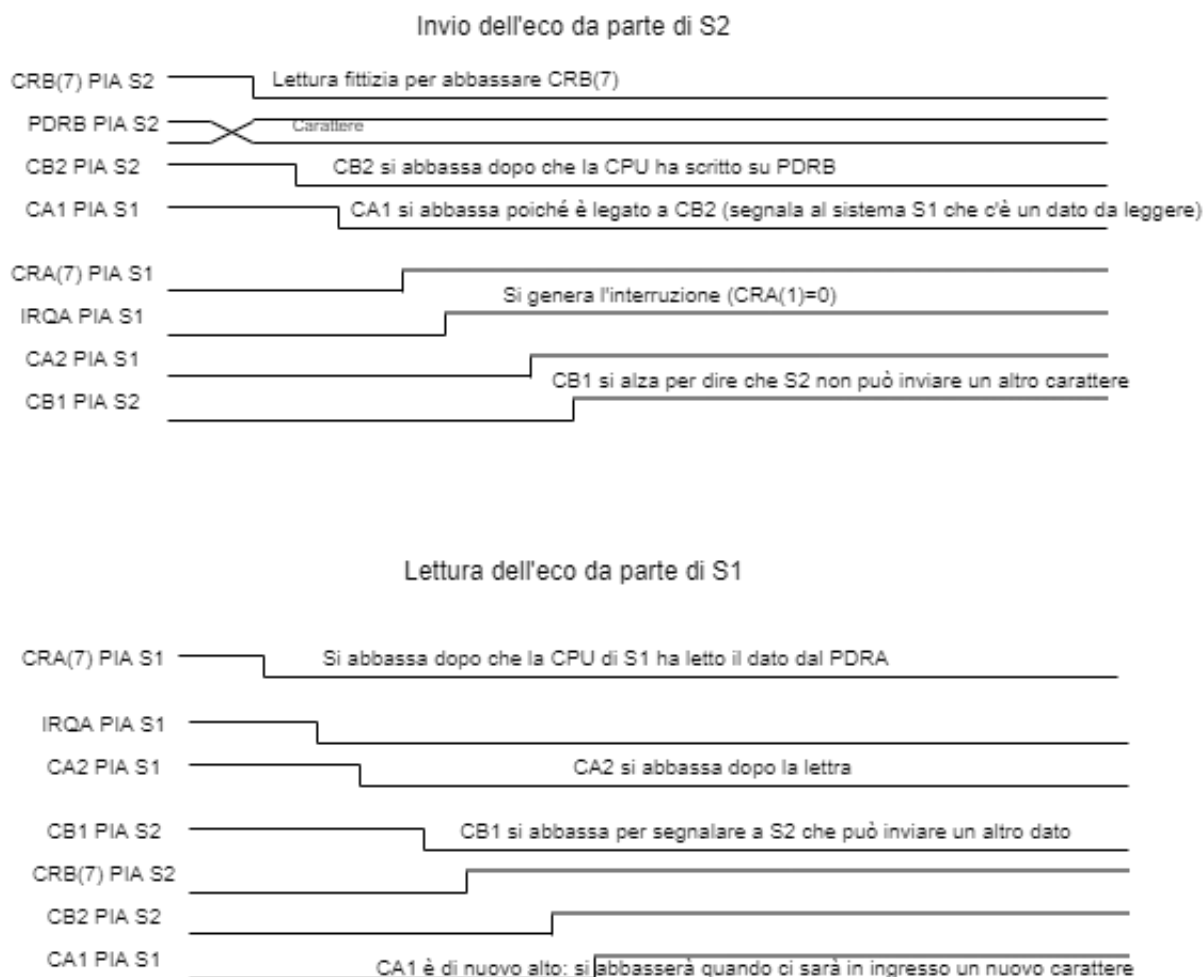 Invio dell'eco da parte di S2
CRB(7) PIA S2 Lettura fittizia per abbassare CRB(7)
PDRB PIA S2 Carattere
CB2 PIA S2 CB2 si abbassa dopo che la CPU ha scritto su PDRB
CA1 PIA S1 CA1 si abbassa poiché è legato a CB2 (segnala al sistema S1 che c'è un dato da leggere)
CRA(7) PIA S1
Si genera l'interruzione (CRA(1)=0)
IRQA PIA S1
CA2 PIA S1
CB1 si alza per dire che S2 non può inviare un altro carattere
CB1 PIA S2
Lettura dell'eco da parte di S1
CRA(7) PIA S1 Si abbassa dopo che la CPU di S1 ha letto il dato dal PDRA
IRQA PIA S1
CA2 PIA S1 CA2 si abbassa dopo la lettra
CB1 PIA S2 CB1 si abbassa per segnalare a S2 che può inviare un altro dato
CRB(7) PIA S2
CB2 PIA S2
CA1 PIA S1 CA1 è di nuovo alto: si abbasserà quando ci sarà in ingresso un nuovo carattere